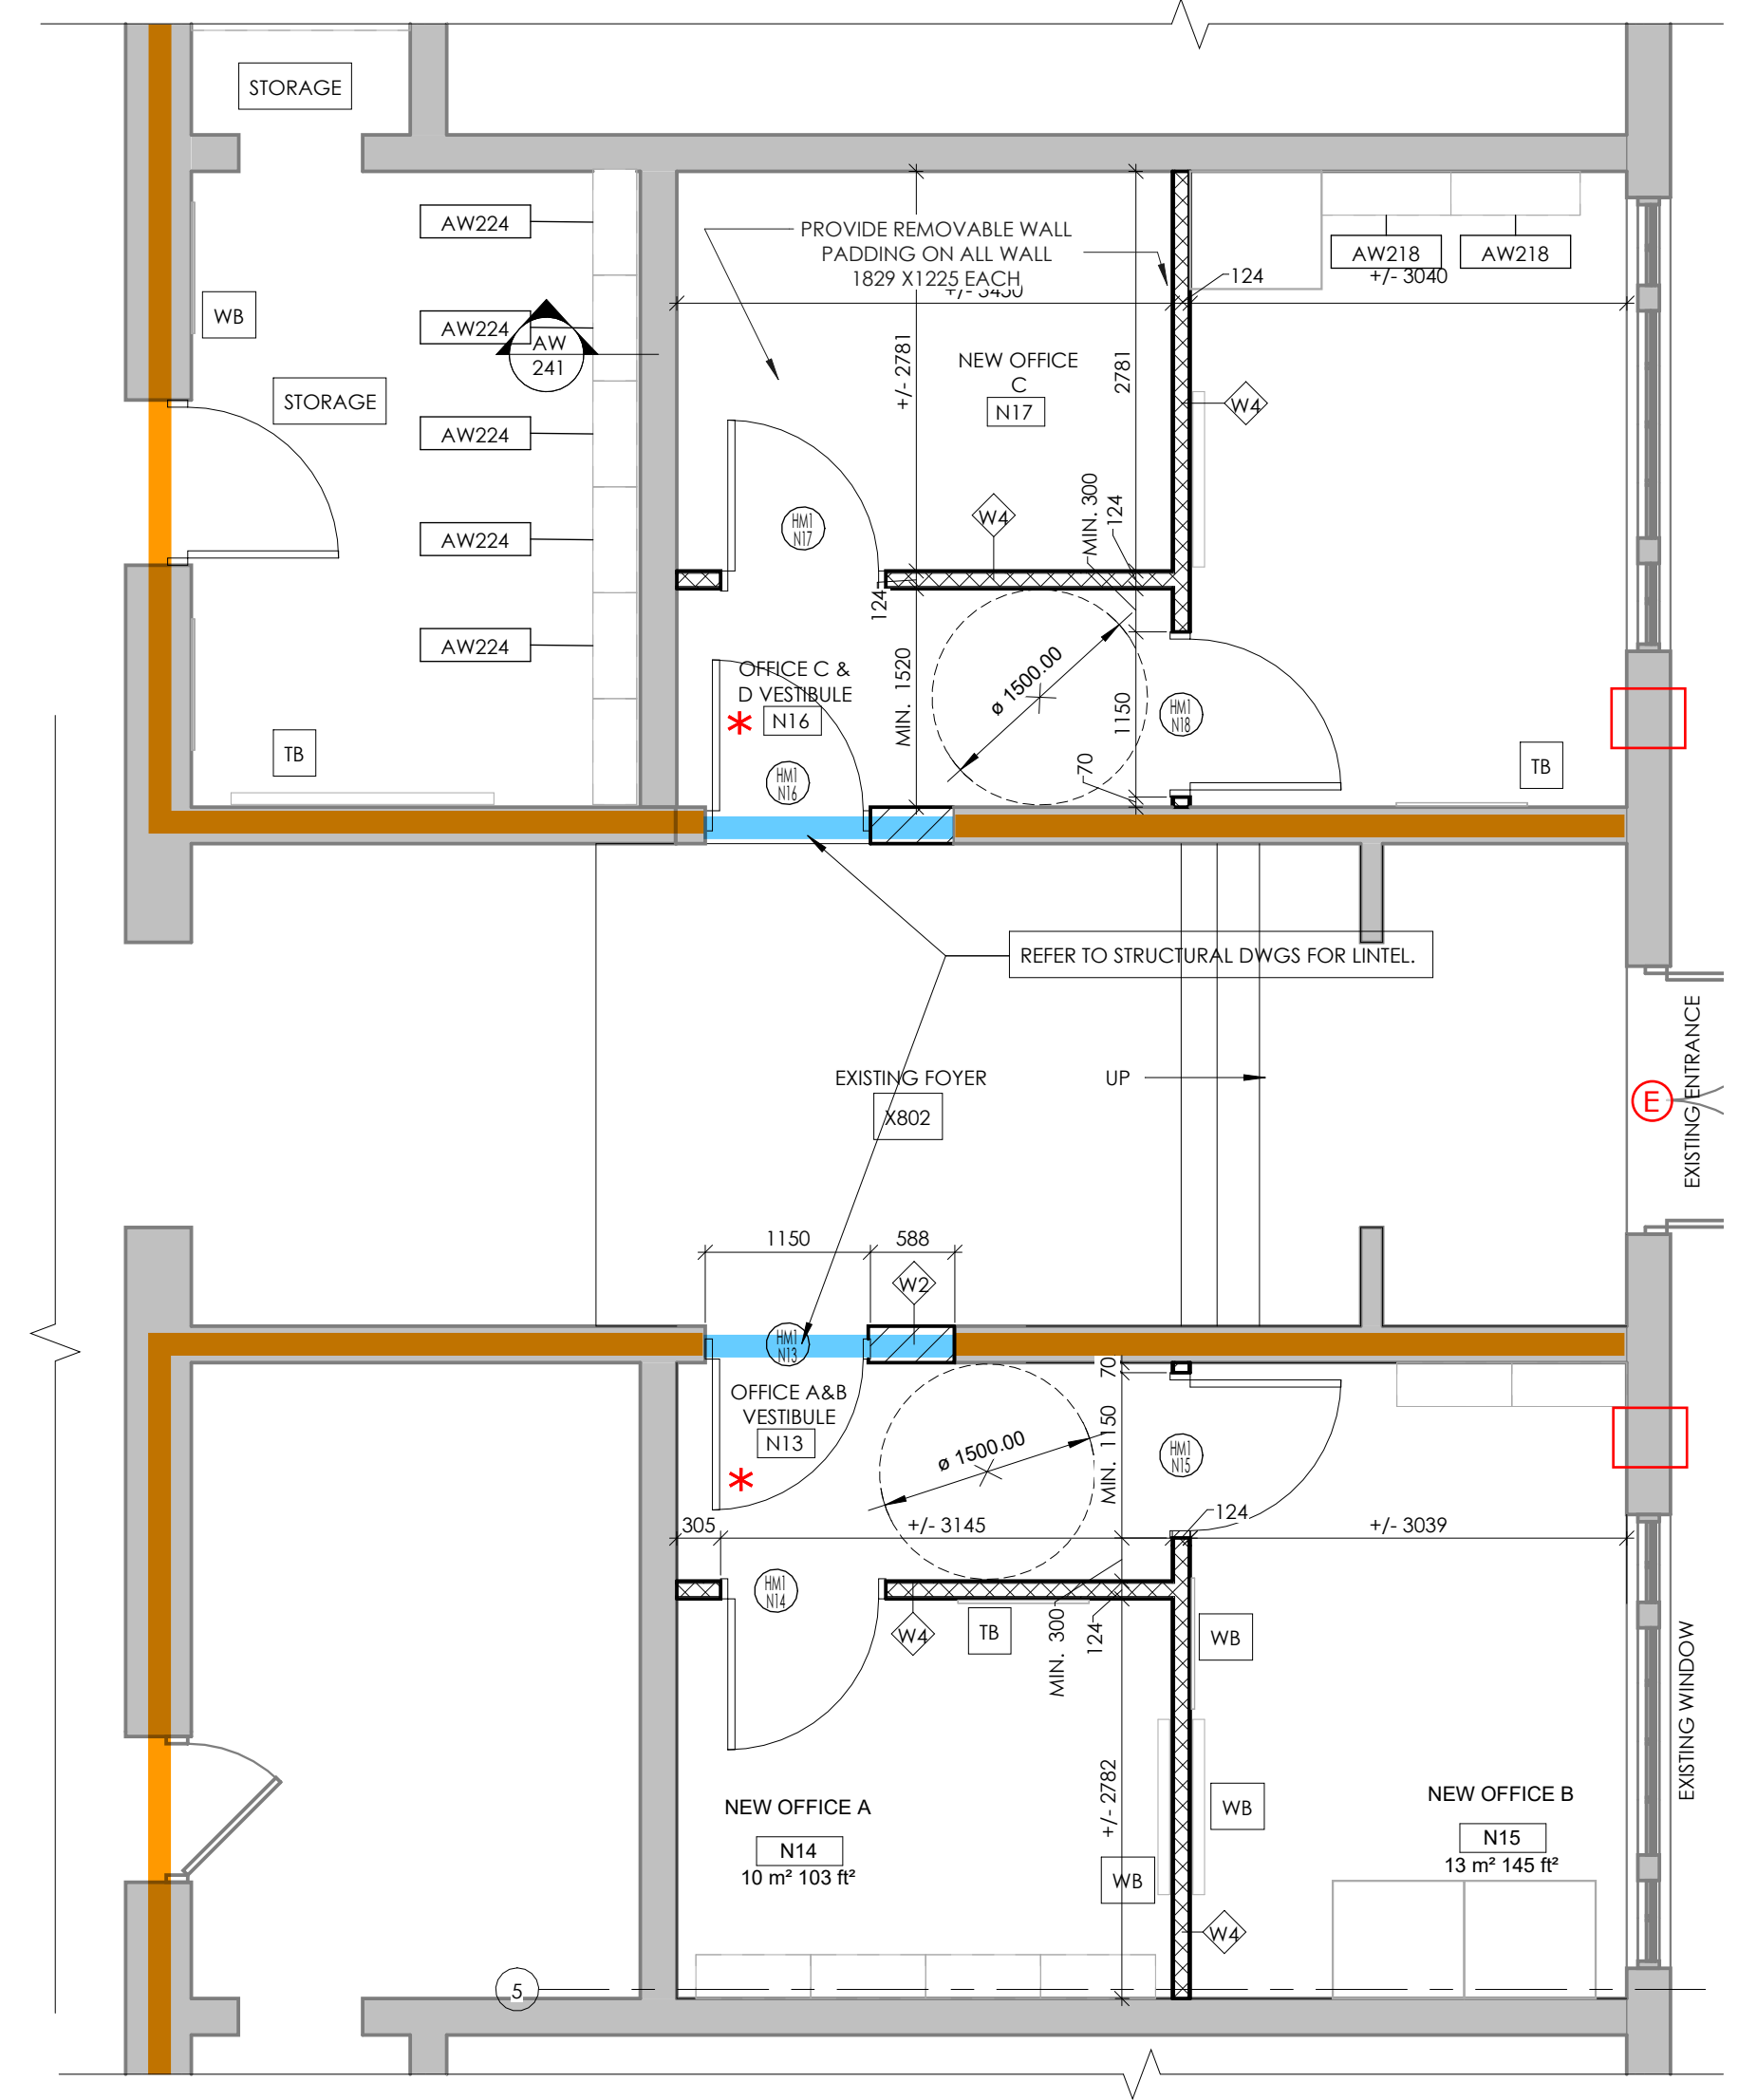 STORAGE
AW224
PROVIDE REMOVABLE WALL
PADDING ON ALL WALL
1829 X1225 EACH
+/- 3450
AW218
AW218
124
+/- 3040
WB
AW224
AW
241
STORAGE
AW224
+/- 2781
NEW OFFICE
C
N17
2781
W4
AW224
HM1
N17
W4
MIN. 300
124
124
AW224
OFFICE C &
D VESTIBULE
N16
MIN. 1520
ø 1500.00
1150
HM1
N18
TB
HM1
N16
70
TB
REFER TO STRUCTURAL DWGS FOR LINTEL.
EXISTING FOYER
X802
UP
E
EXISTING ENTRANCE
1150
588
W2
HM1
N13
OFFICE A&B
VESTIBULE
N13
70
MIN. 1150
ø 1500.00
HM1
N15
305
+/- 3145
124
+/- 3039
HM1
N14
W4
TB
MIN. 300
124
WB
EXISTING WINDOW
NEW OFFICE A
N14
10 m² 103 ft²
+/- 2782
WB
WB
NEW OFFICE B
N15
13 m² 145 ft²
W4
5